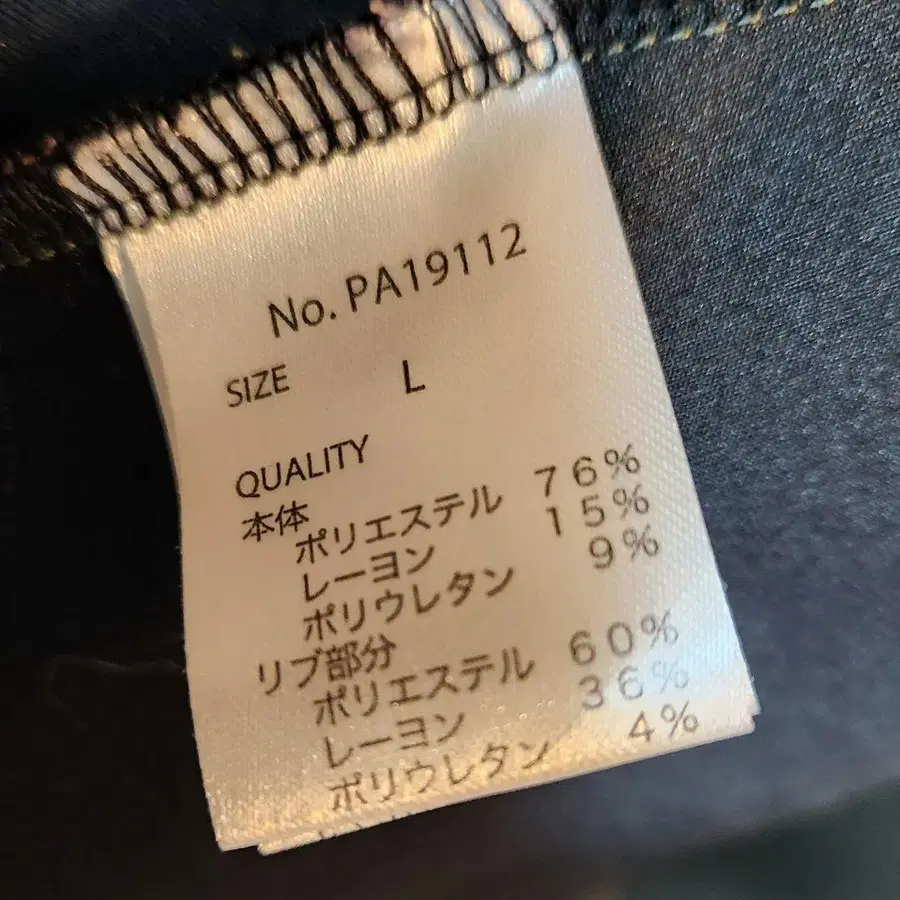 No. PA19112
SIZE L
QUALITY
本体
ポリエステル 76%
レーヨン 15%
ポリウレタン 9%
リブ部分
ポリエステル 60%
レーヨン 36%
ポリウレタン 4%